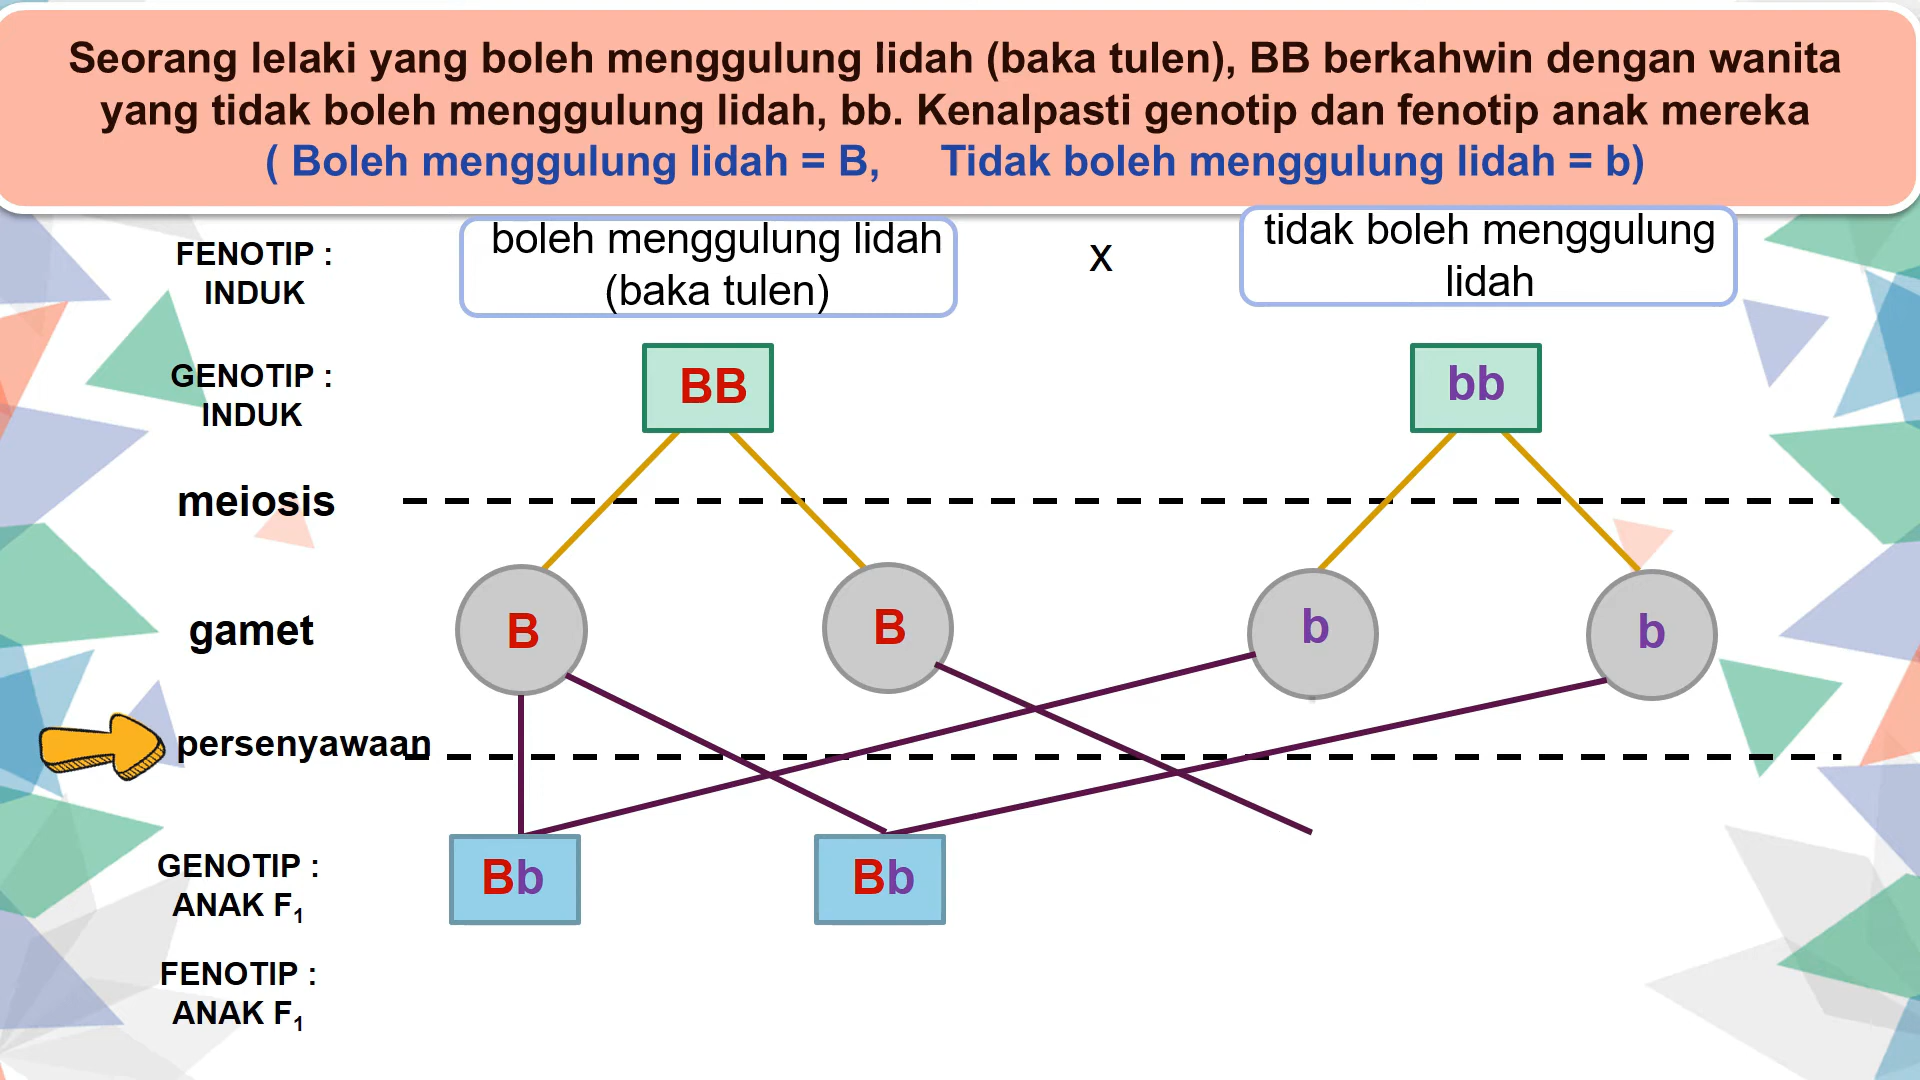 Seorang lelaki yang boleh menggulung lidah (baka tulen), BB berkahwin dengan wanita
yang tidak boleh menggulung lidah, bb. Kenalpasti genotip dan fenotip anak mereka
( Boleh menggulung lidah = B, Tidak boleh menggulung lidah = b)
FENOTIP :
INDUK
boleh menggulung lidah
(baka tulen)
x
tidak boleh menggulung
lidah
GENOTIP :
INDUK
BB
bb
meiosis
gamet
B
B
b
b
persenyawaan
GENOTIP :
ANAK F1
Bb
Bb
FENOTIP :
ANAK F1